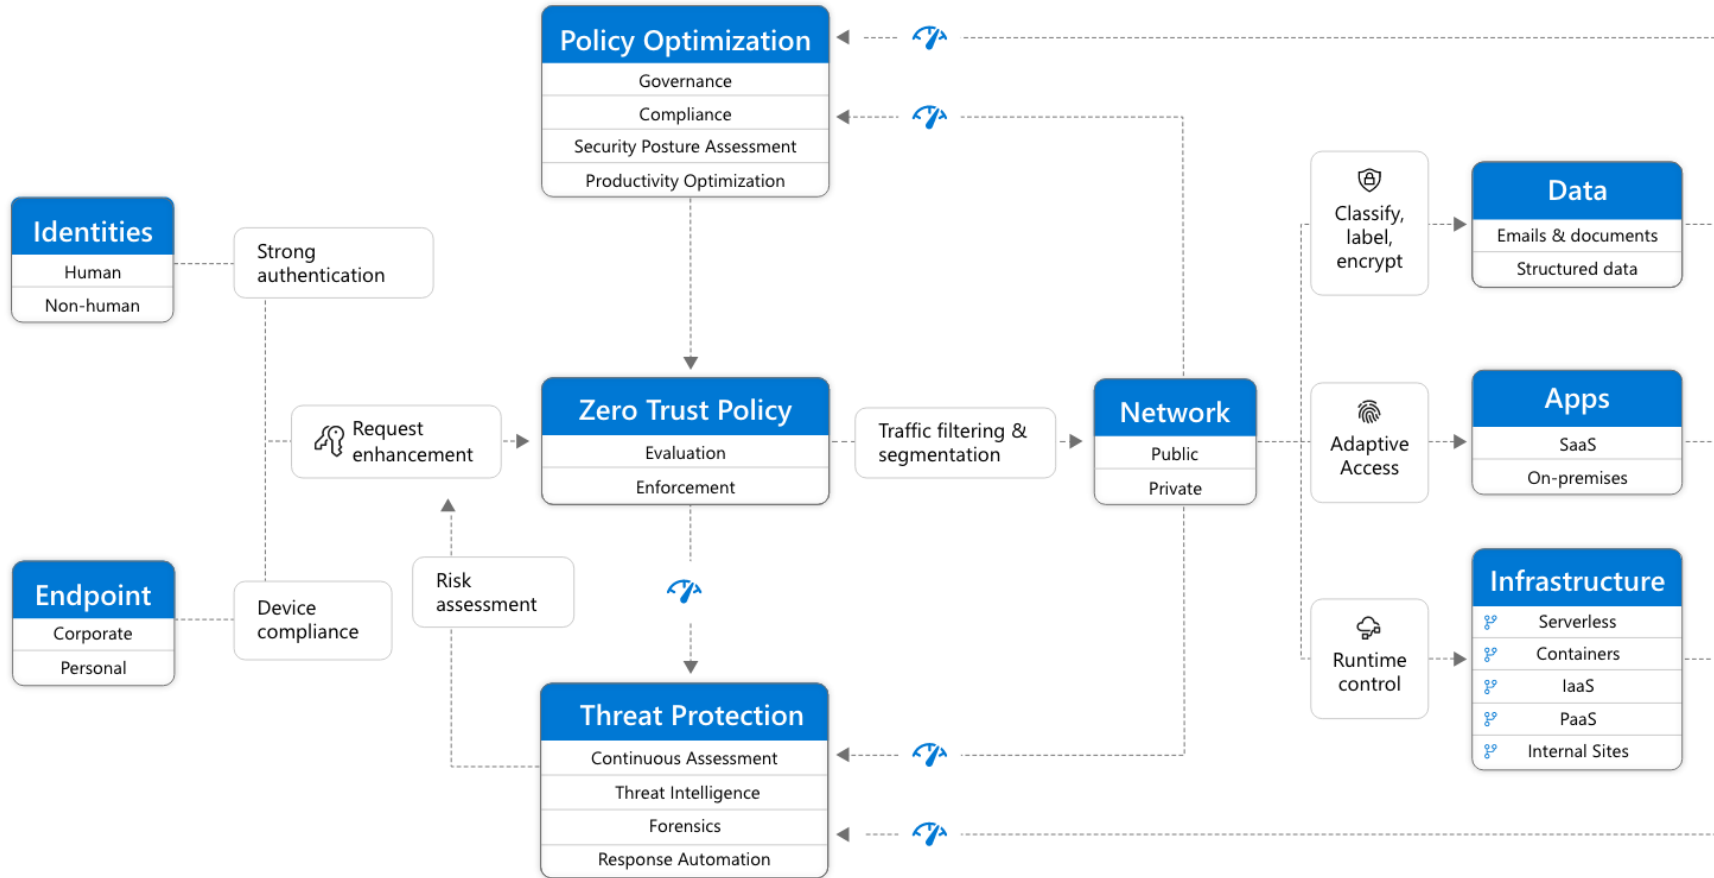 Policy Optimization
Governance
Compliance
Security Posture Assessment
Productivity Optimization
Identities
Human
Non-human
Strong
authentication
Endpoint
Corporate
Personal
Device
compliance
Request
enhancement
Risk
assessment
Zero Trust Policy
Evaluation
Enforcement
Threat Protection
Continuous Assessment
Threat Intelligence
Forensics
Response Automation
Traffic filtering &
segmentation
Network
Public
Private
Classify,
label,
encrypt
Data
Emails & documents
Structured data
Adaptive
Access
Apps
SaaS
On-premises
Runtime
control
Infrastructure
Serverless
Containers
IaaS
PaaS
Internal Sites